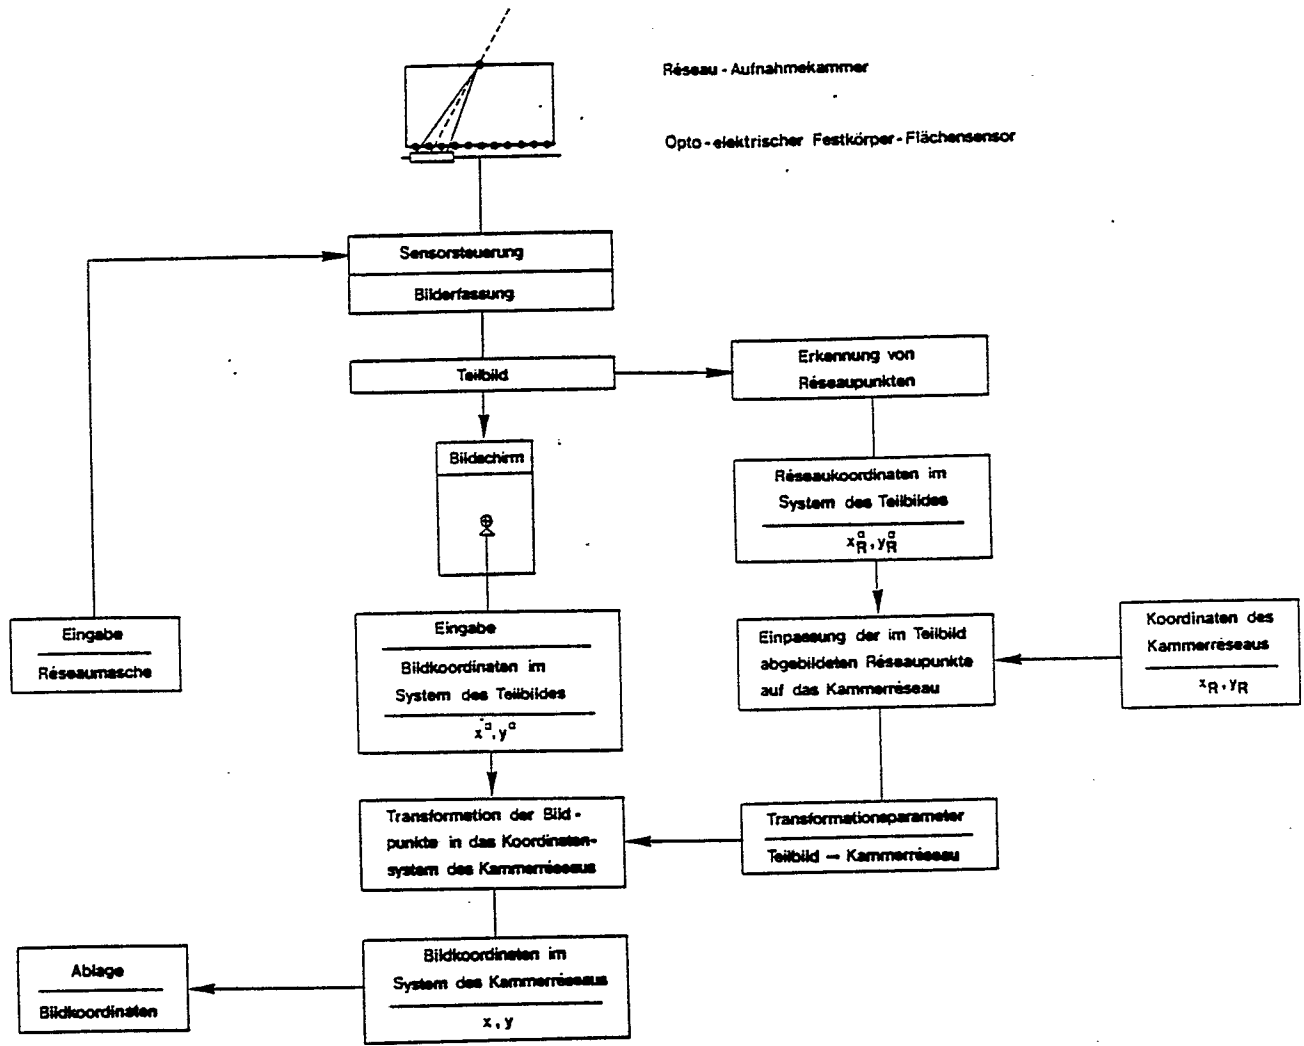 Réseau - Aufnahmekammer
Opto - elektrischer Festkörper - Flächensensor
Sensorsteuerung
Bilderfassung
Teilbild
Erkennung von
Réseaupunkten
Bildschirm
Réseaukoordinaten im
System des Teilbildes
x_R^a, y_R^a
Eingabe
Réseaumasche
Eingabe
Bildkoordinaten im
System des Teilbildes
x^a, y^a
Einpassung der im Teilbild
abgebildeten Réseaupunkte
auf das Kammerréseau
Koordinaten des
Kammerréseaus
x_R, y_R
Transformation der Bild -
punkte in das Koordinaten-
system des Kammerréseaus
Transformationsparameter
Teilbild → Kammerréseau
Bildkoordinaten im
System des Kammerréseaus
x, y
Ablage
Bildkoordinaten